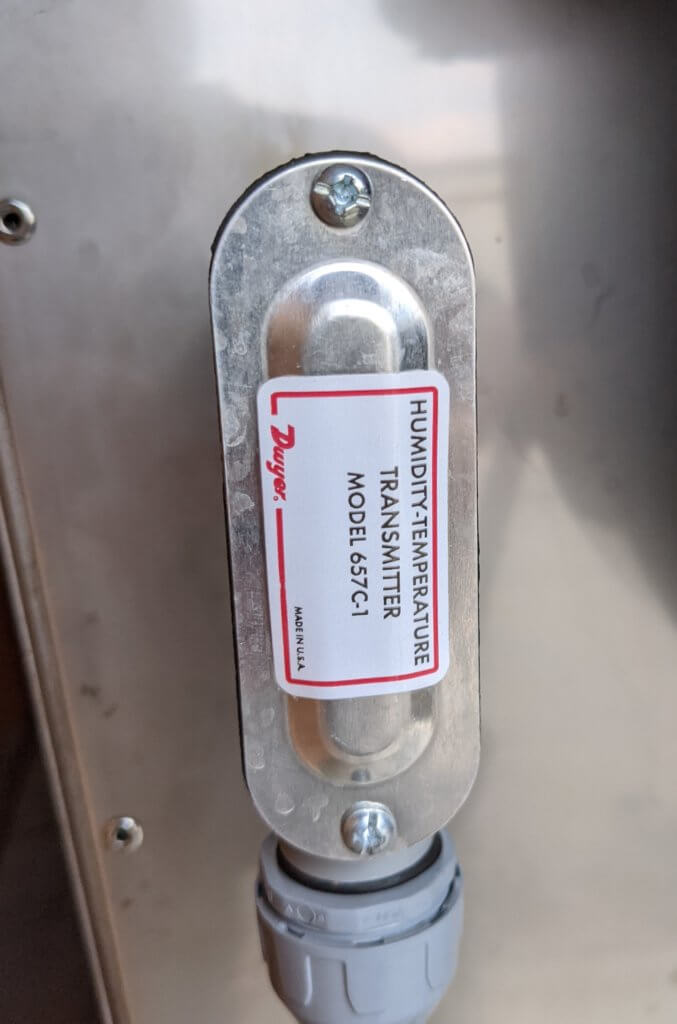 HUMIDITY-TEMPERATURE
TRANSMITTER
MODEL 657C-1
Dwyer®
MADE IN U.S.A.